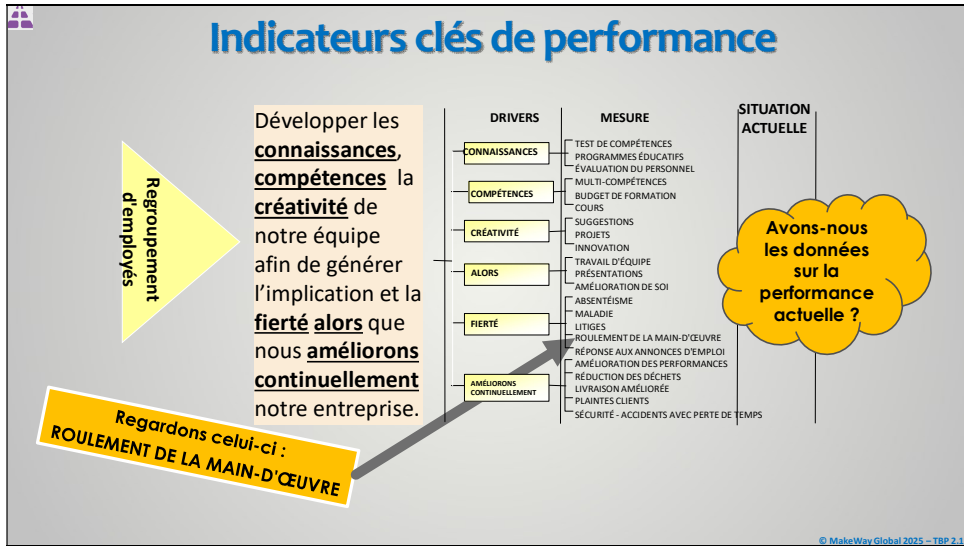 Indicateurs clés de performance
Regroupement
d'employés
Développer les
connaissances,
compétences la
créativité de
notre équipe
afin de générer
l'implication et la
fierté alors que
nous améliorons
continuellement
notre entreprise.
DRIVERS
CONNAISSANCES
COMPÉTENCES
CRÉATIVITÉ
ALORS
FIERTÉ
AMÉLIORONS
CONTINUELLEMENT
MESURE
TEST DE COMPÉTENCES
PROGRAMMES ÉDUCATIFS
ÉVALUATION DU PERSONNEL
MULTI-COMPÉTENCES
BUDGET DE FORMATION
COURS
SUGGESTIONS
PROJETS
INNOVATION
TRAVAIL D'ÉQUIPE
PRÉSENTATIONS
AMÉLIORATION DE SOI
ABSENTÉISME
MALADIE
LITIGES
ROULEMENT DE LA MAIN-D'ŒUVRE
RÉPONSE AUX ANNONCES D'EMPLOI
AMÉLIORATION DES PERFORMANCES
RÉDUCTION DES DÉCHETS
LIVRAISON AMÉLIORÉE
PLAINTES CLIENTS
SÉCURITÉ - ACCIDENTS AVEC PERTE DE TEMPS
SITUATION
ACTUELLE
Avons-nous
les données
sur la
performance
actuelle ?
Regardons celui-ci :
ROULEMENT DE LA MAIN-D'ŒUVRE
© MakeWay Global 2025 – TBP 2.1